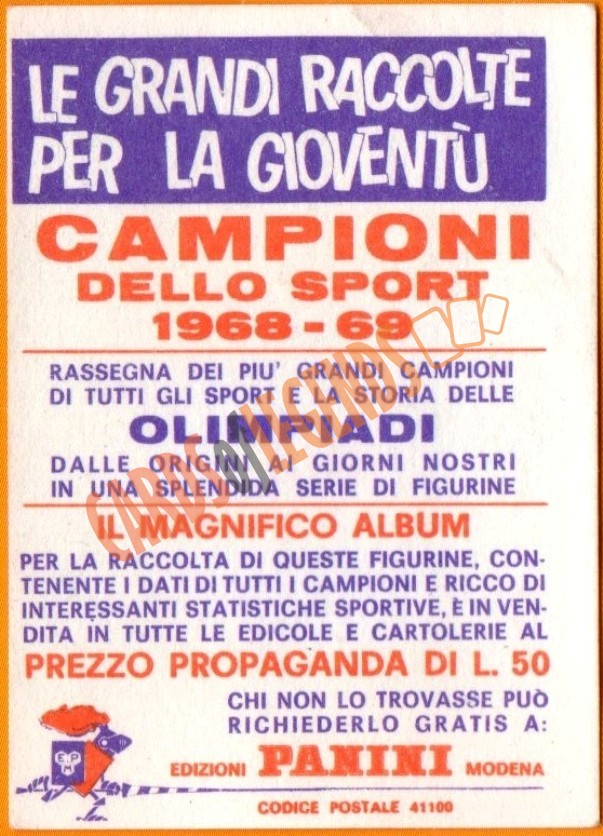 LE GRANDI RACCOLTE
PER LA GIOVENTÙ
CAMPIONI
DELLO SPORT
1968-69
RASSEGNA DEI PIU' GRANDI CAMPIONI
DI TUTTI GLI SPORT E LA STORIA DELLE
OLIMPIADI
DALLE ORIGINI AI GIORNI NOSTRI
IN UNA SPLENDIDA SERIE DI FIGURINE
IL MAGNIFICO ALBUM
PER LA RACCOLTA DI QUESTE FIGURINE, CON-
TENENTE I DATI DI TUTTI I CAMPIONI E RICCO DI
INTERESSANTI STATISTICHE SPORTIVE, È IN VEN-
DITA IN TUTTE LE EDICOLE E CARTOLERIE AL
PREZZO PROPAGANDA DI L. 50
CHI NON LO TROVASSE PUÒ
RICHIEDERLO GRATIS A:
EPM
EDIZIONI PANINI MODENA
CODICE POSTALE 41100
CARDS OF LEGENDS